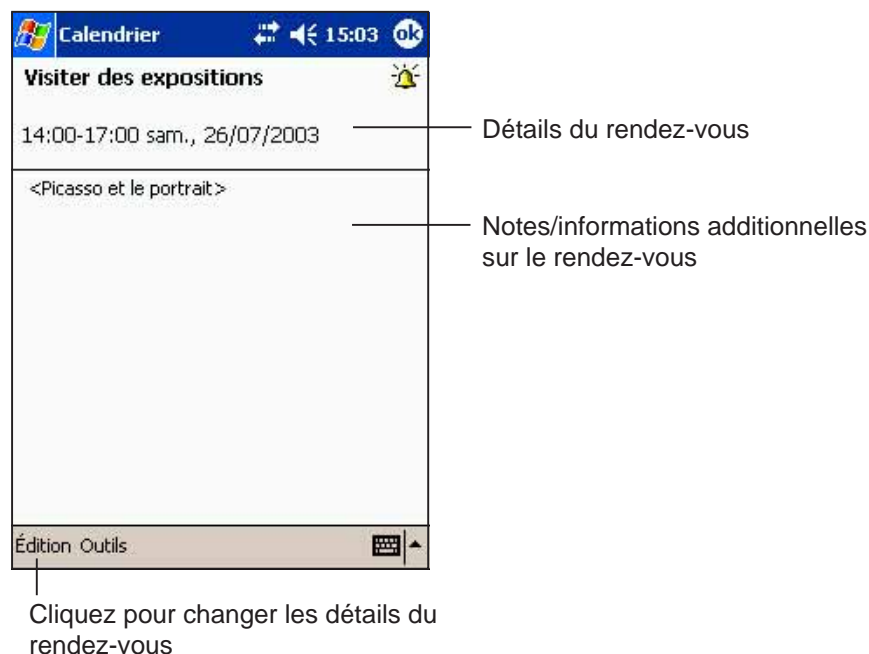 Calendrier 15:03 ok
Visiter des expositions
14:00-17:00 sam., 26/07/2003
Détails du rendez-vous
<Picasso et le portrait>
Notes/informations additionnelles
sur le rendez-vous
Édition Outils
Cliquez pour changer les détails du
rendez-vous